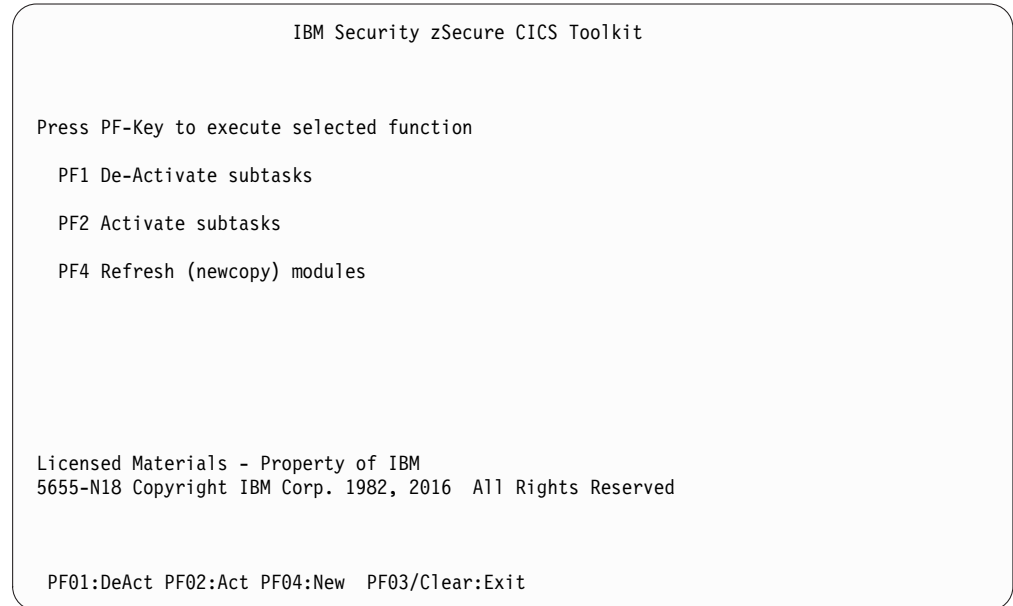 IBM Security zSecure CICS Toolkit
Press PF-Key to execute selected function
PF1 De-Activate subtasks
PF2 Activate subtasks
PF4 Refresh (newcopy) modules
Licensed Materials - Property of IBM
5655-N18 Copyright IBM Corp. 1982, 2016  All Rights Reserved
PF01:DeAct PF02:Act PF04:New  PF03/Clear:Exit